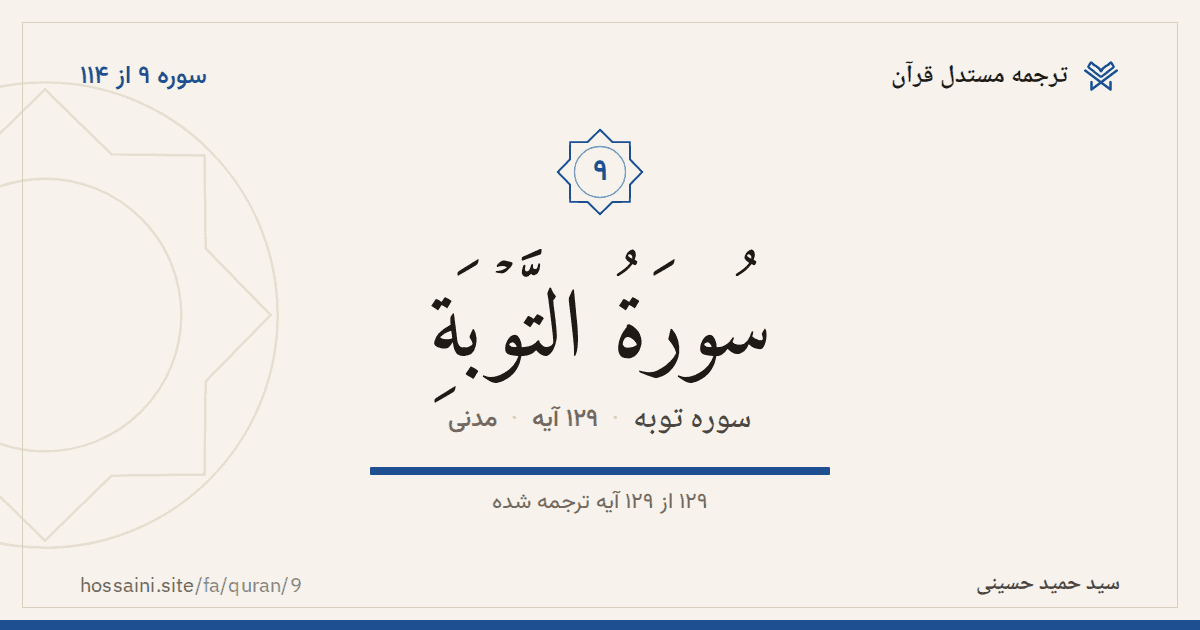 ترجمه مستدل قرآن
سوره ۹ از ۱۱۴
۹
سُورَةُ التَّوۡبَةِ
سوره توبه · ۱۲۹ آیه · مدنی
۱۲۹ از ۱۲۹ آیه ترجمه شده
سید حمید حسینی
hossaini.site/fa/quran/9